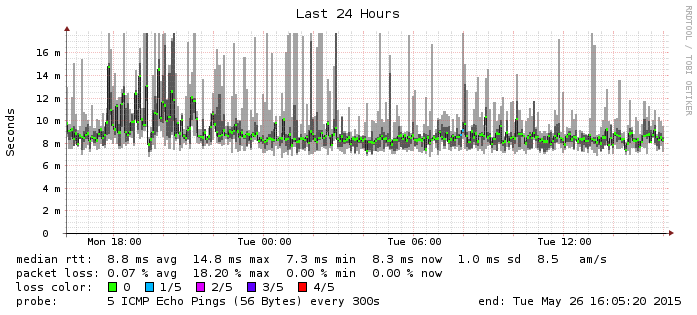 Last 24 Hours
RRDTOOL / TOBI OETIKER
Seconds
16 m
14 m
12 m
10 m
8 m
6 m
4 m
2 m
0
Mon 18:00 Tue 00:00 Tue 06:00 Tue 12:00
median rtt: 8.8 ms avg 14.8 ms max 7.3 ms min 8.3 ms now 1.0 ms sd 8.5 am/s
packet loss: 0.07 % avg 18.20 % max 0.00 % min 0.00 % now
loss color: 0 1/5 2/5 3/5 4/5
probe: 5 ICMP Echo Pings (56 Bytes) every 300s end: Tue May 26 16:05:20 2015